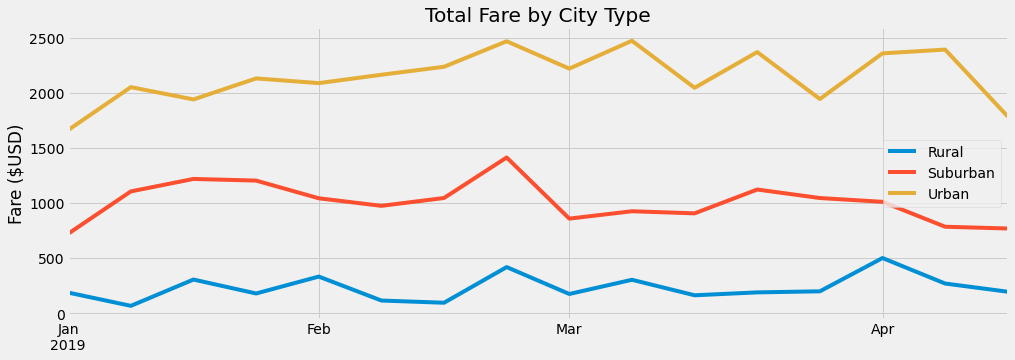 Total Fare by City Type
Fare ($USD)
2500
2000
1500
1000
500
0
Rural
Suburban
Urban
Jan Feb Mar Apr
2019